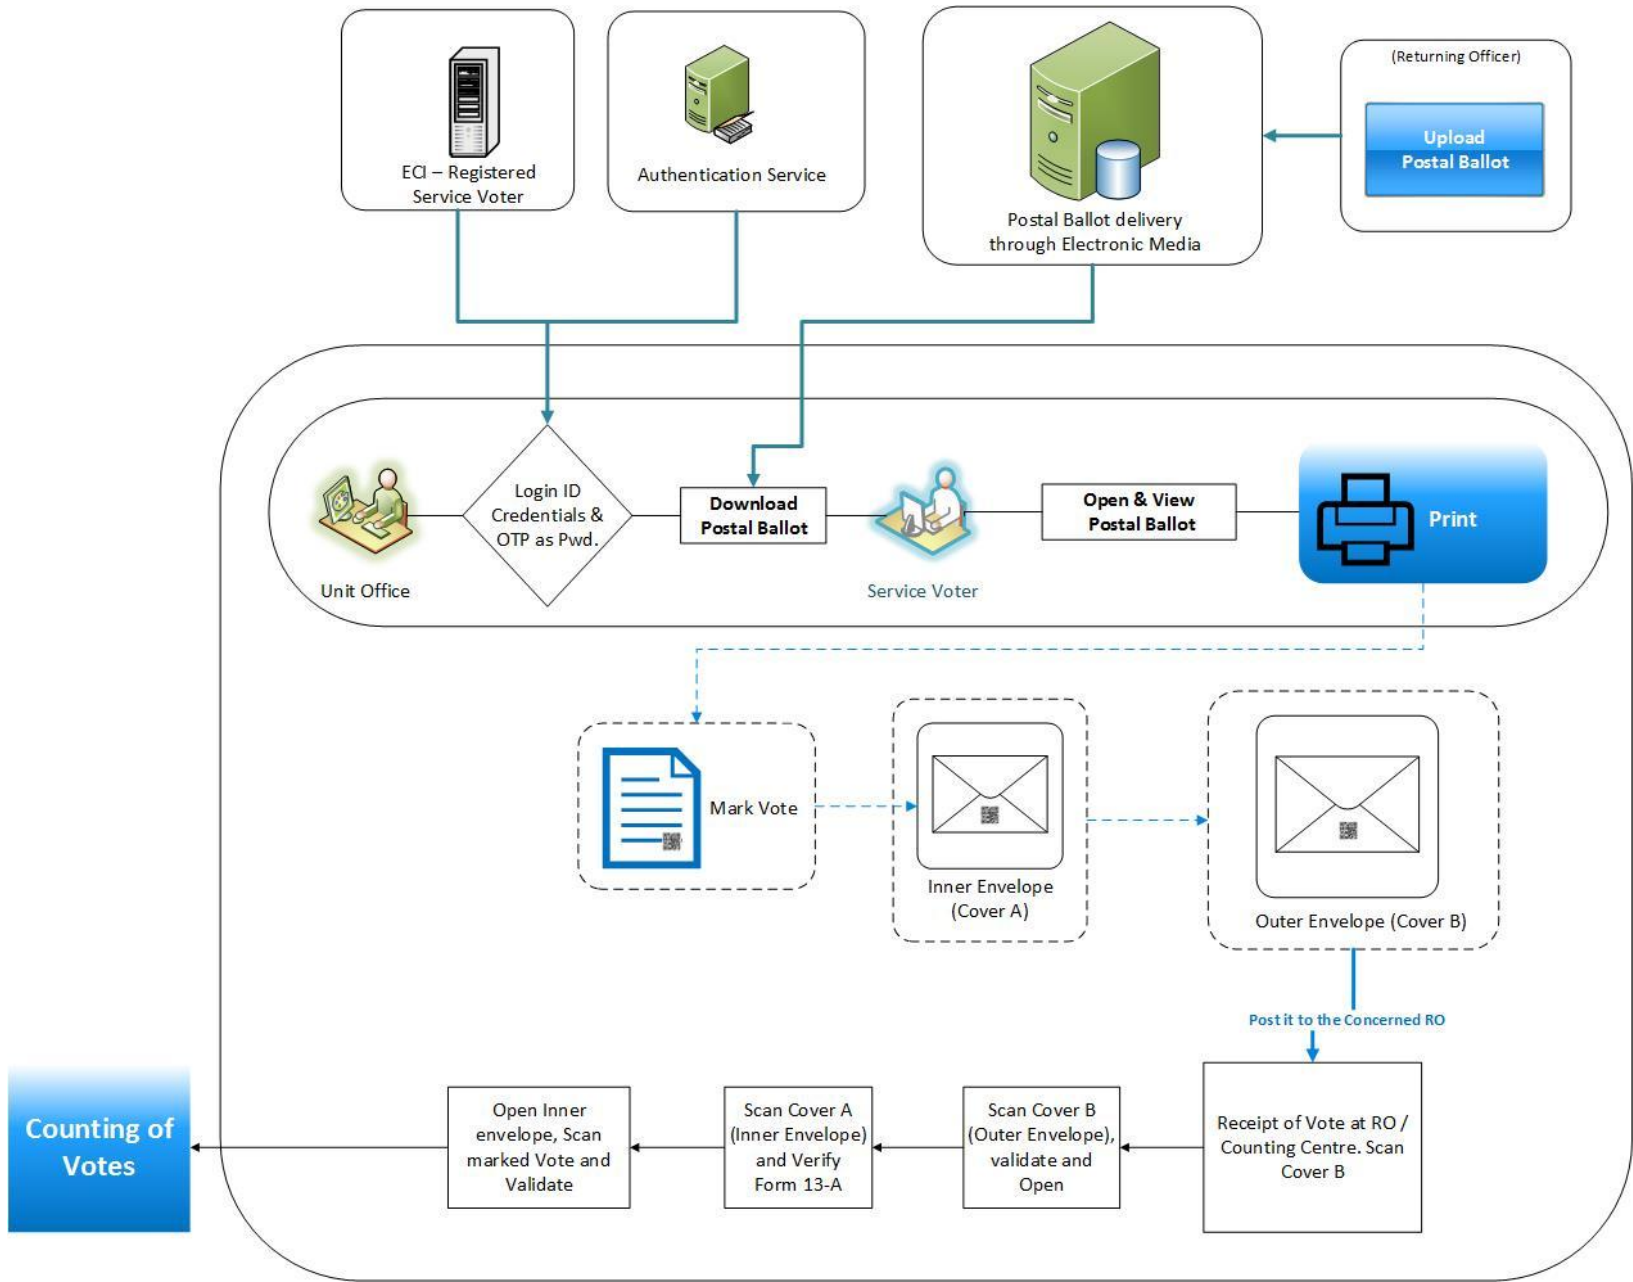 ECI – Registered
Service Voter
Authentication Service
Postal Ballot delivery
through Electronic Media
(Returning Officer)
Upload
Postal Ballot
Unit Office
Login ID
Credentials &
OTP as Pwd.
Download
Postal Ballot
Service Voter
Open & View
Postal Ballot
Print
Mark Vote
Inner Envelope
(Cover A)
Outer Envelope (Cover B)
Post it to the Concerned RO
Receipt of Vote at RO /
Counting Centre. Scan
Cover B
Scan Cover B
(Outer Envelope),
validate and
Open
Scan Cover A
(Inner Envelope)
and Verify
Form 13-A
Open Inner
envelope, Scan
marked Vote and
Validate
Counting of
Votes